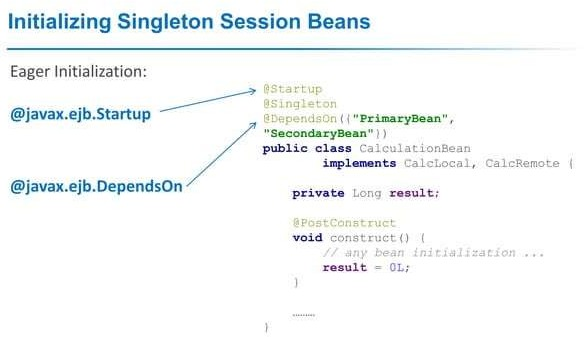 Initializing Singleton Session Beans
Eager Initialization:
@javax.ejb.Startup
@javax.ejb.DependsOn
@Startup
@Singleton
@DependsOn({"PrimaryBean",
"SecondaryBean"})
public class CalculationBean
implements CalcLocal, CalcRemote {
private Long result;
@PostConstruct
void construct() {
// any bean initialization ...
result = 0L;
}
………
}